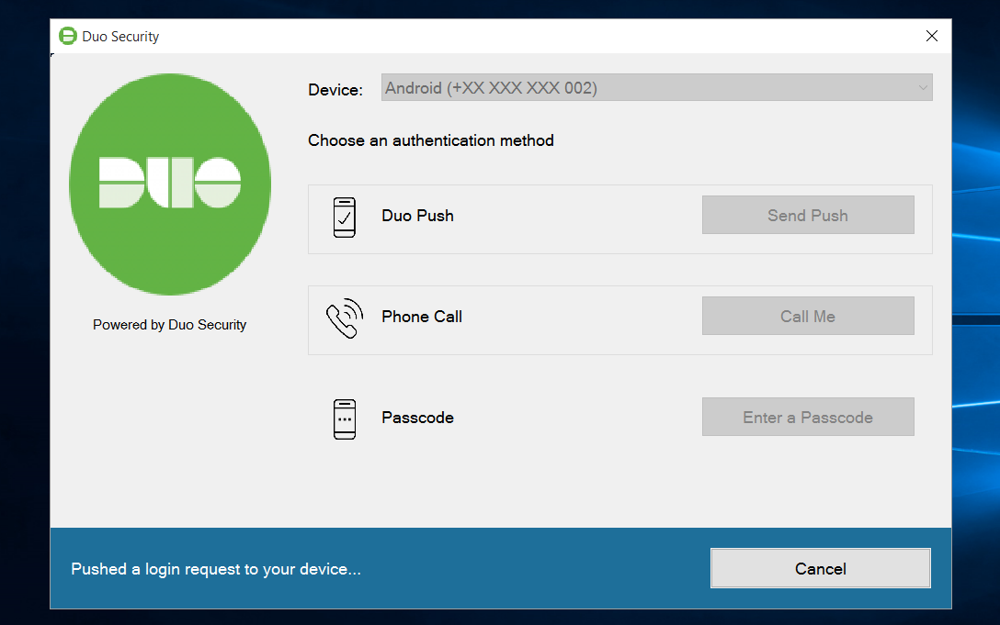 Duo Security
DUO
Powered by Duo Security
Device:
Android (+XX XXX XXX 002)
Choose an authentication method
Duo Push
Send Push
Phone Call
Call Me
Passcode
Enter a Passcode
Pushed a login request to your device...
Cancel